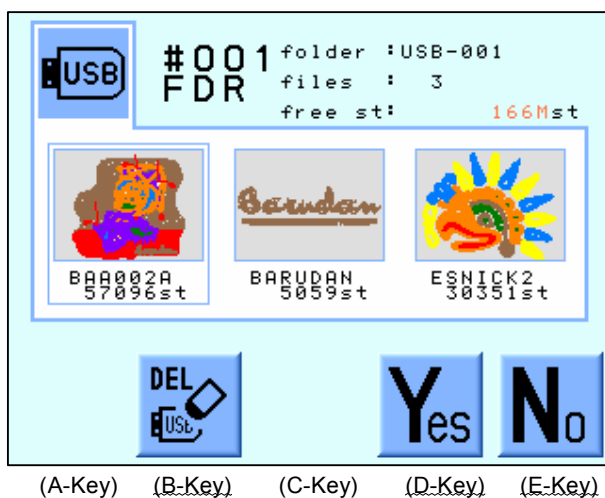 USB
#001
FDR
folder :USB-001
files : 3
free st: 166Mst
Barudan
BAA002A
57096st
BARUDAN
5059st
ESNICK2
30351st
DEL
USB
Yes
No
(A-Key) (B-Key) (C-Key) (D-Key) (E-Key)